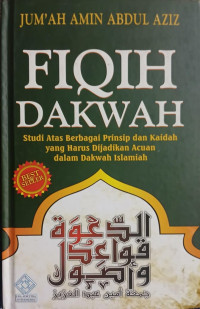 JUM'AH AMIN ABDUL AZIZ
FIQIH
DAKWAH
Studi Atas Berbagai Prinsip dan Kaidah
yang Harus Dijadikan Acuan
dalam Dakwah Islamiah
BEST
SELLER
الدعوة
قواعد
وأصول
جمعة أمين عبد العزيز